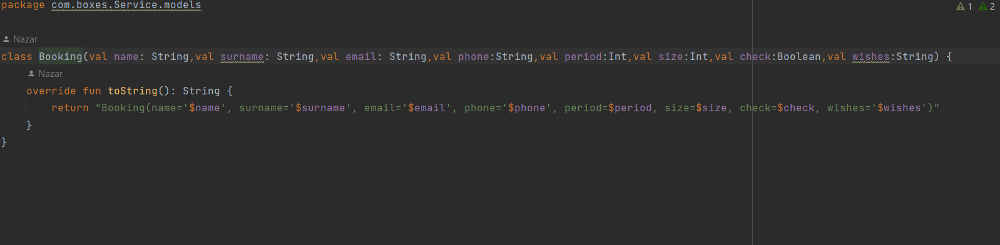 package com.boxes.Service.models
1 2
Nazar
class Booking(val name: String,val surname: String,val email: String,val phone:String,val period:Int,val size:Int,val check:Boolean,val wishes:String) {
Nazar
override fun toString(): String {
return "Booking(name='$name', surname='$surname', email='$email', phone='$phone', period=$period, size=$size, check=$check, wishes='$wishes')"
}
}